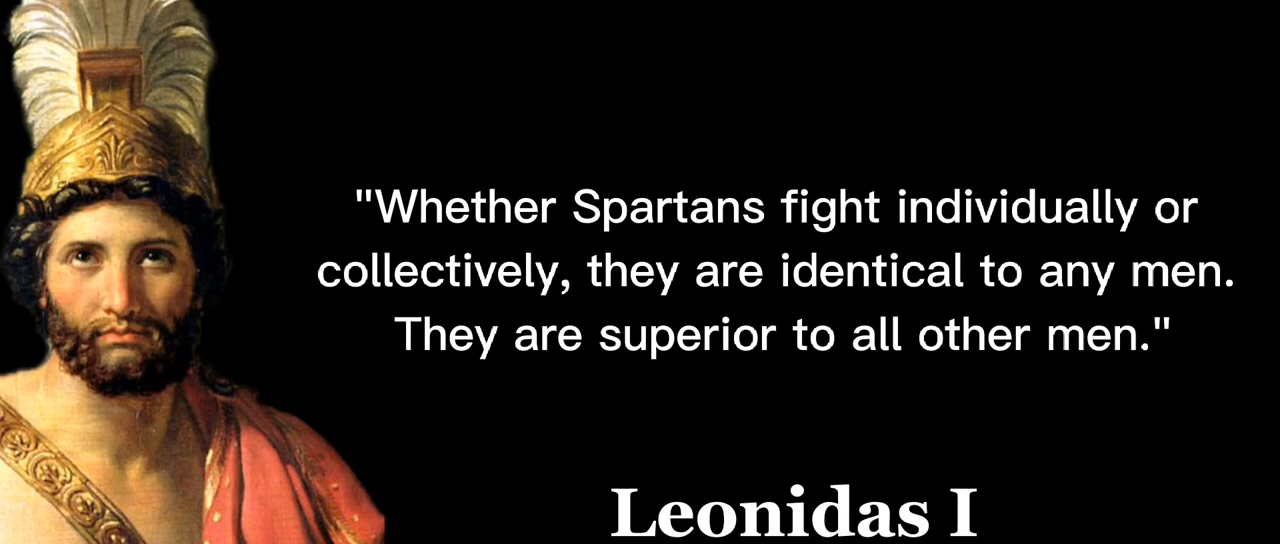 "Whether Spartans fight individually or
collectively, they are identical to any men.
They are superior to all other men."
Leonidas I